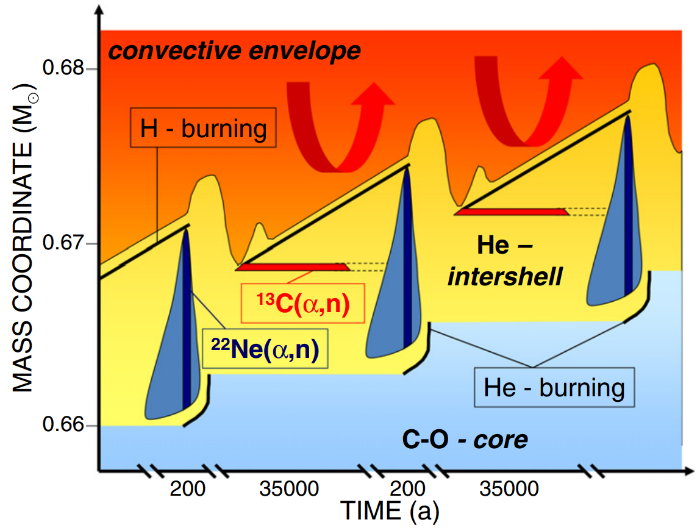 convective envelope
0.68
H - burning
0.67
He –
intershell
¹³C(α,n)
²²Ne(α,n)
He - burning
0.66
C-O - core
200
35000
200
35000
TIME (a)
MASS COORDINATE (M☉)